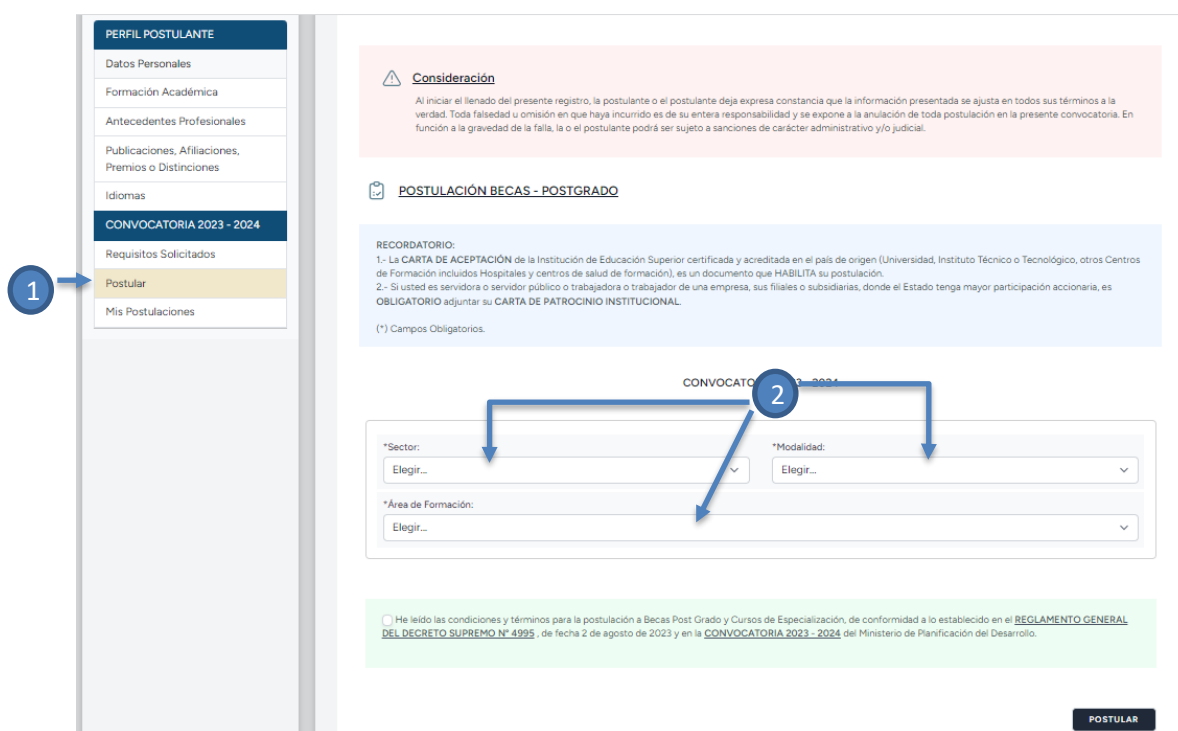 PERFIL POSTULANTE
Datos Personales
Formación Académica
Antecedentes Profesionales
Publicaciones, Afiliaciones,
Premios o Distinciones
Idiomas
CONVOCATORIA 2023 - 2024
Requisitos Solicitados
1
Postular
Mis Postulaciones
Consideración
Al iniciar el llenado del presente registro, la postulante o el postulante deja expresa constancia que la información presentada se ajusta en todos sus términos a la
verdad. Toda falsedad u omisión en que haya incurrido es de su entera responsabilidad y se expone a la anulación de toda postulación en la presente convocatoria. En
función a la gravedad de la falla, la o el postulante podrá ser sujeto a sanciones de carácter administrativo y/o judicial.
POSTULACIÓN BECAS - POSTGRADO
RECORDATORIO:
1.- La CARTA DE ACEPTACIÓN de la Institución de Educación Superior certificada y acreditada en el país de origen (Universidad, Instituto Técnico o Tecnológico, otros Centros
de Formación incluidos Hospitales y centros de salud de formación), es un documento que HABILITA su postulación.
2.- Si usted es servidora o servidor público o trabajadora o trabajador de una empresa, sus filiales o subsidiarias, donde el Estado tenga mayor participación accionaria, es
OBLIGATORIO adjuntar su CARTA DE PATROCINIO INSTITUCIONAL.
(*) Campos Obligatorios.
CONVOCATO 3 - 2024
2
*Sector:
Elegir...
*Modalidad:
Elegir...
*Área de Formación:
Elegir...
He leído las condiciones y términos para la postulación a Becas Post Grado y Cursos de Especialización, de conformidad a lo establecido en el REGLAMENTO GENERAL
DEL DECRETO SUPREMO N° 4995 , de fecha 2 de agosto de 2023 y en la CONVOCATORIA 2023 - 2024 del Ministerio de Planificación del Desarrollo.
POSTULAR